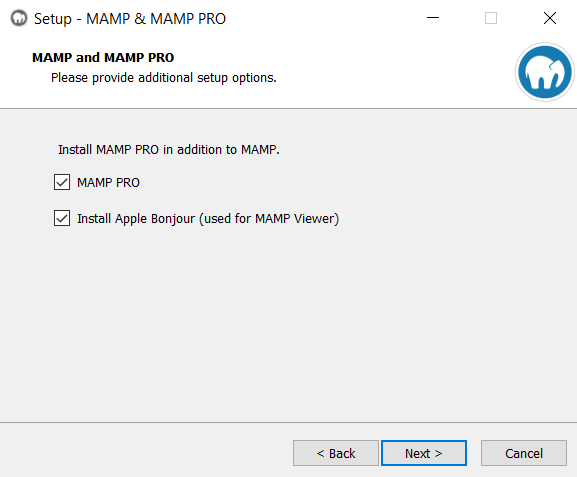 Setup - MAMP & MAMP PRO
MAMP and MAMP PRO
Please provide additional setup options.
Install MAMP PRO in addition to MAMP.
MAMP PRO
Install Apple Bonjour (used for MAMP Viewer)
< Back Next > Cancel